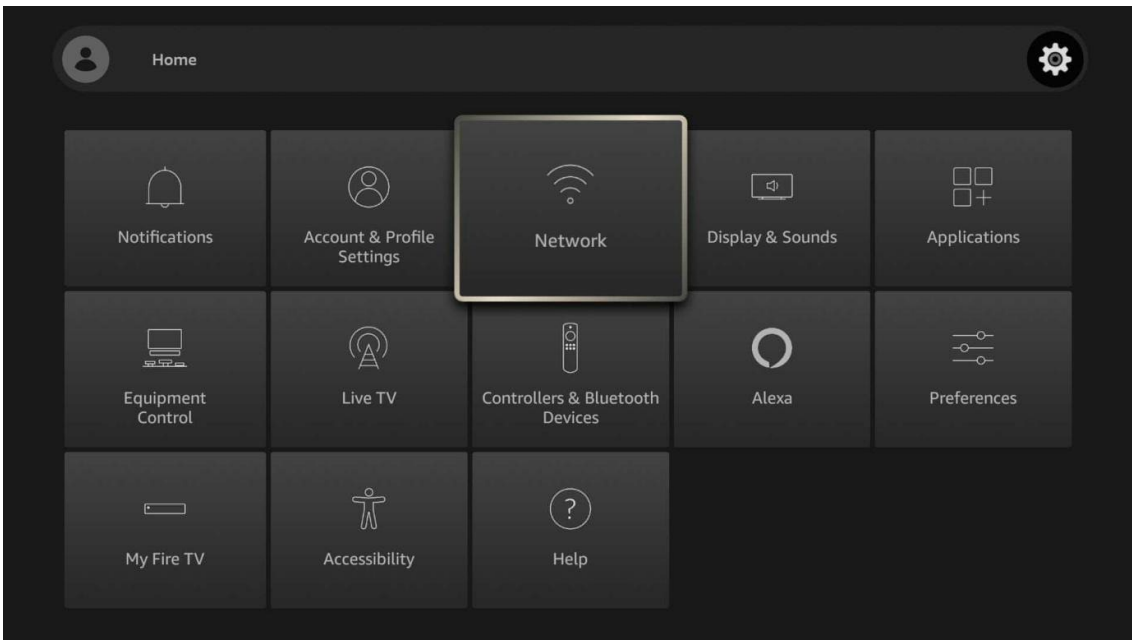 Home
Notifications
Account & Profile
Settings
Network
Display & Sounds
Applications
Equipment
Control
Live TV
Controllers & Bluetooth
Devices
Alexa
Preferences
My Fire TV
Accessibility
?
Help